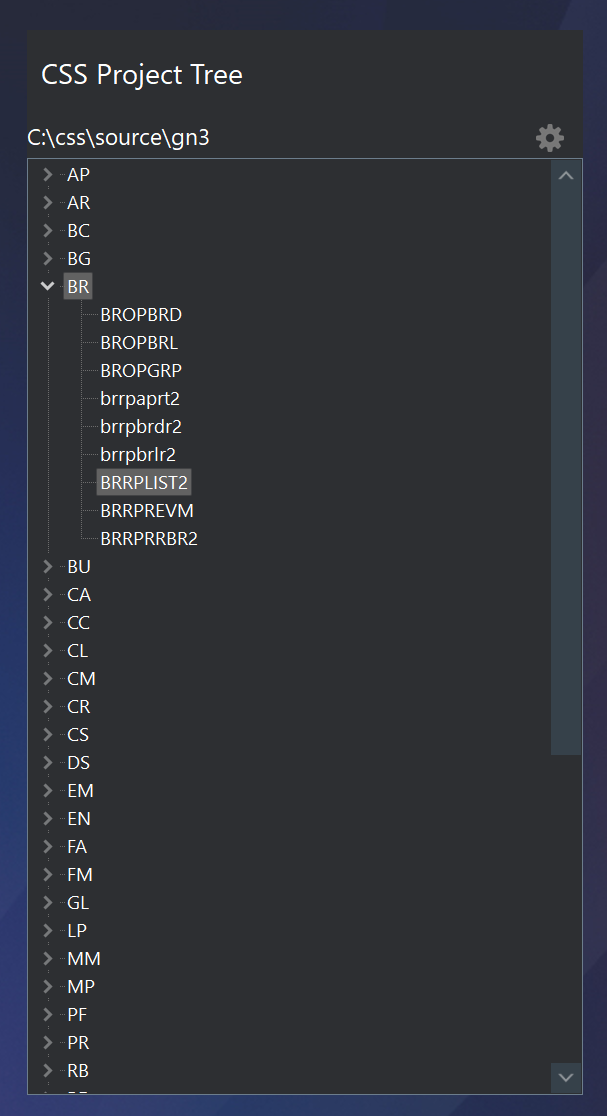 CSS Project Tree
C:\css\source\gn3
AP
AR
BC
BG
BR
BROPBRD
BROPBRL
BROPGRP
brrpaprt2
brrpbrdr2
brrpbrlr2
BRRPLIST2
BRRPREVM
BRRPRRBR2
BU
CA
CC
CL
CM
CR
CS
DS
EM
EN
FA
FM
GL
LP
MM
MP
PF
PR
RB